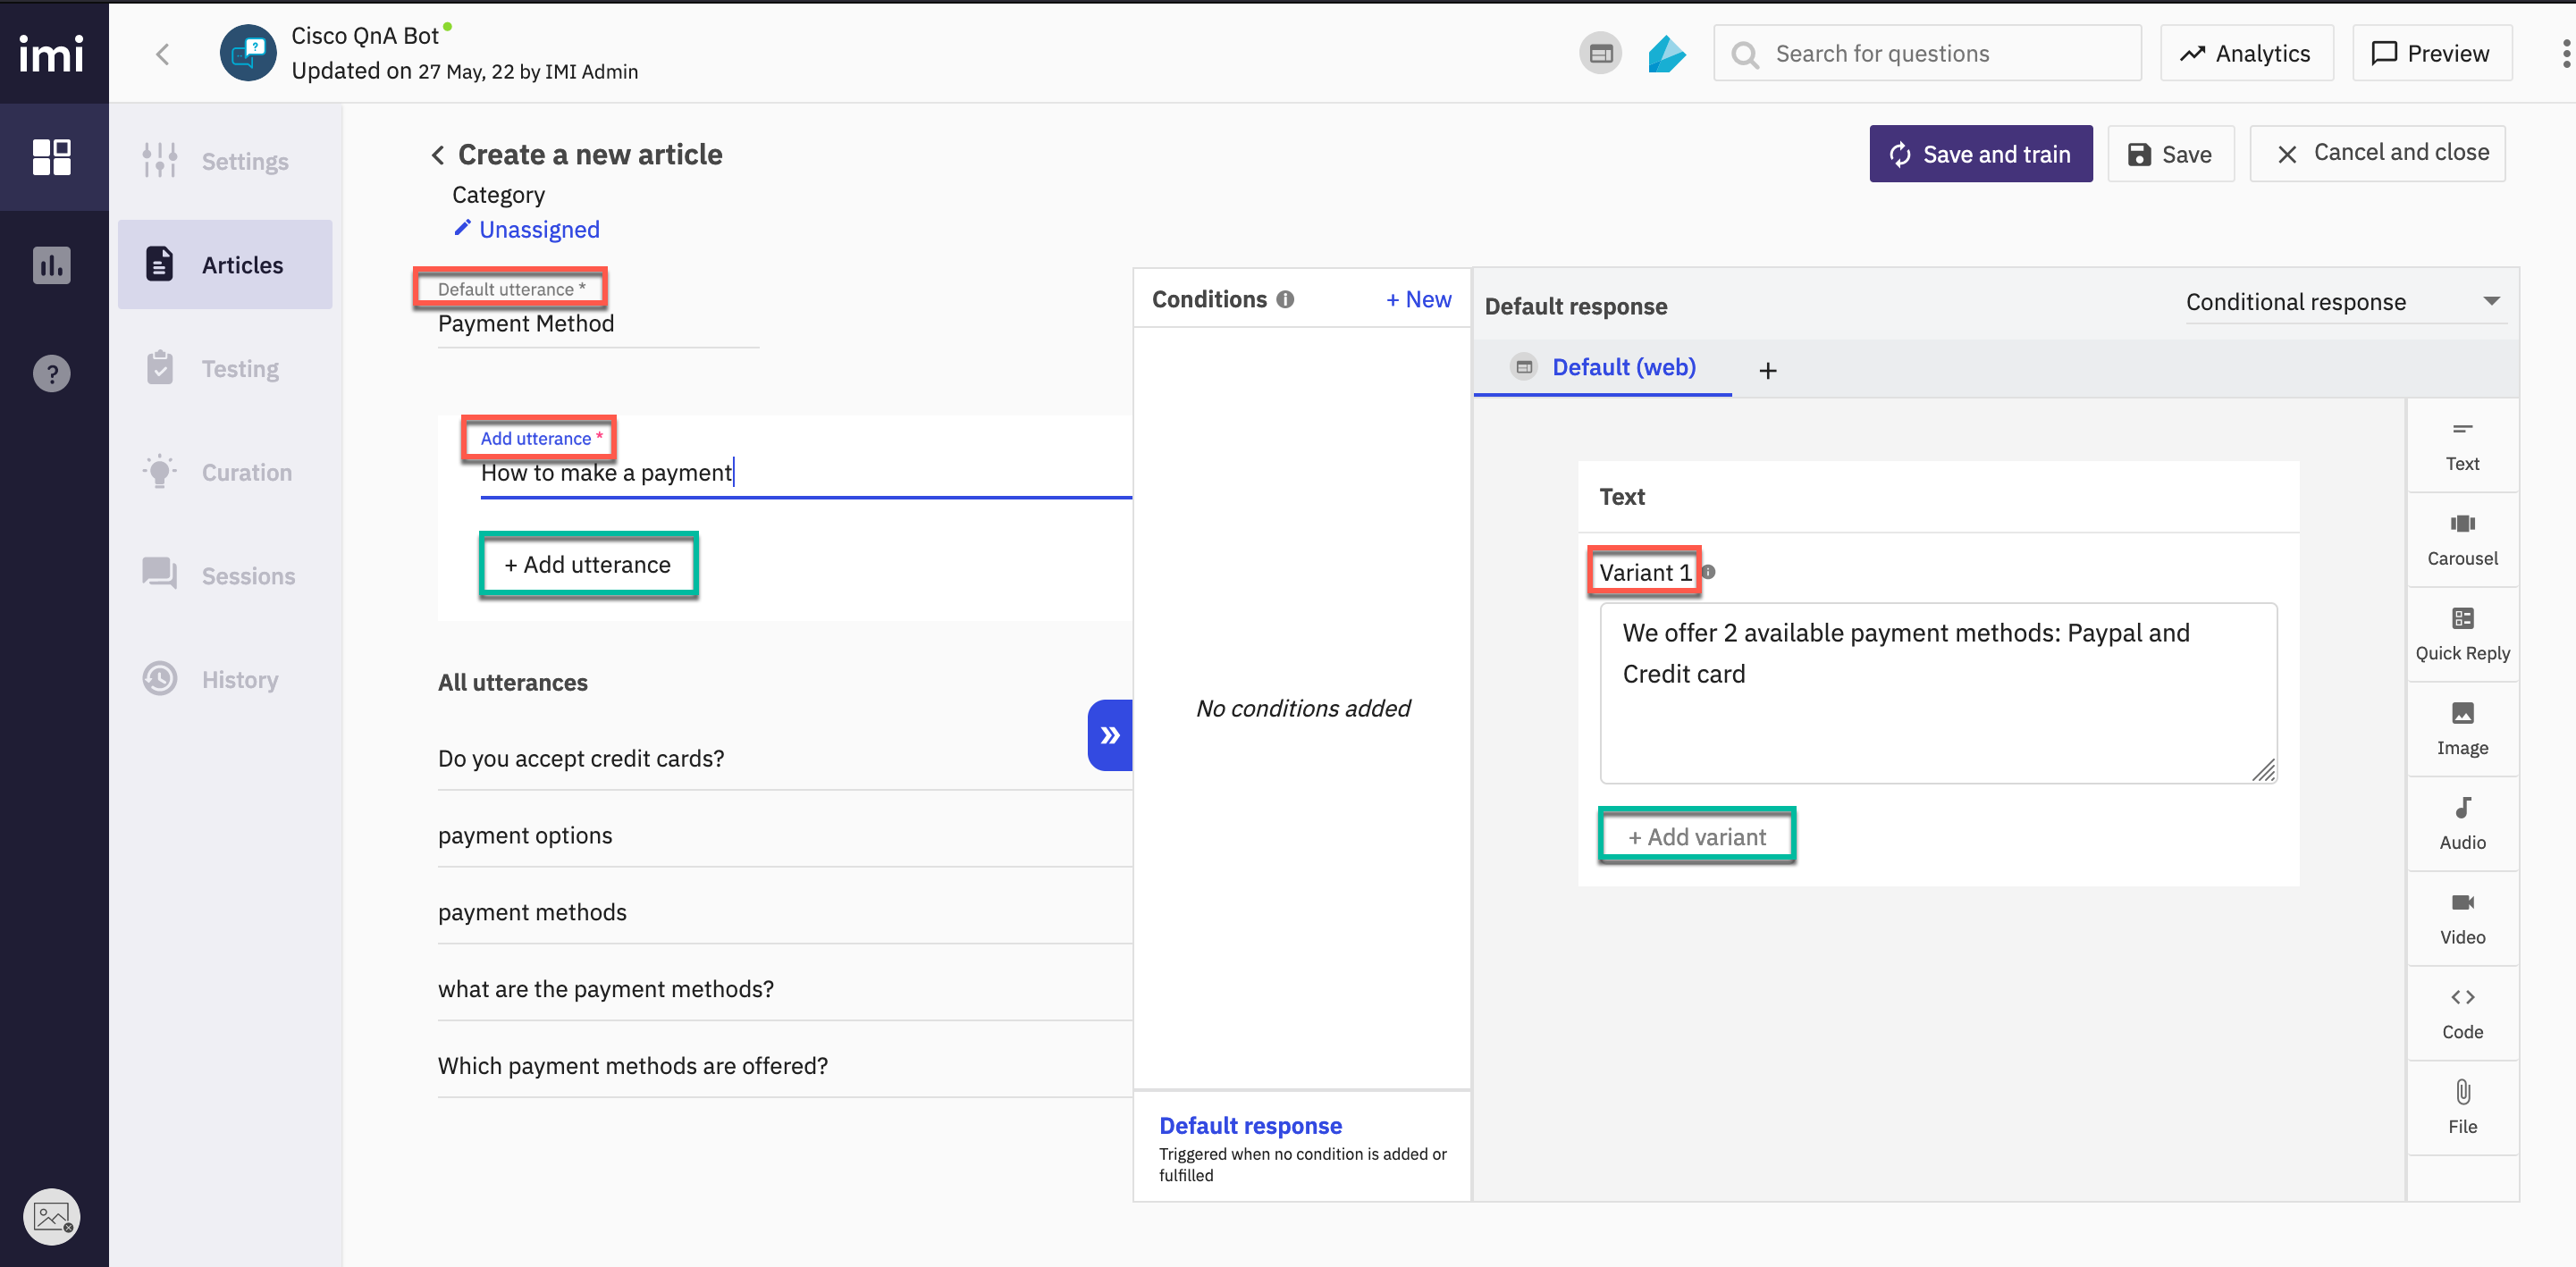 imi
Cisco QnA Bot
Updated on 27 May, 22 by IMI Admin
Search for questions
Analytics
Preview
Settings
Articles
Testing
Curation
Sessions
History
Create a new article
Save and train
Save
Cancel and close
Category
Unassigned
Default utterance *
Payment Method
Add utterance *
How to make a payment
+ Add utterance
All utterances
Do you accept credit cards?
payment options
payment methods
what are the payment methods?
Which payment methods are offered?
Conditions
+ New
No conditions added
Default response
Triggered when no condition is added or
fulfilled
Default response
Conditional response
Default (web)
+
Text
Variant 1
We offer 2 available payment methods: Paypal and
Credit card
+ Add variant
Text
Carousel
Quick Reply
Image
Audio
Video
Code
File